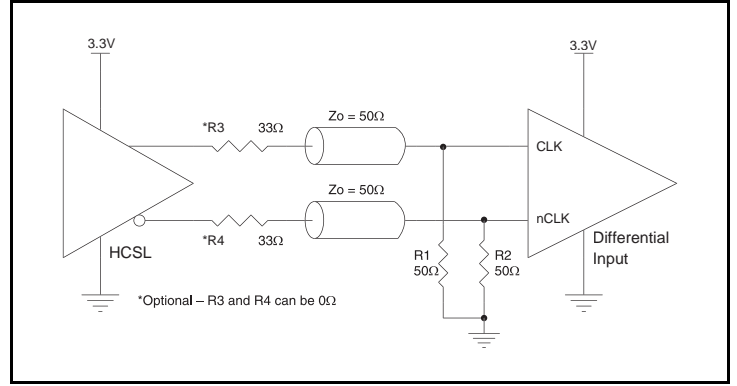 3.3V
3.3V
*R3
33Ω
Zo = 50Ω
CLK
Zo = 50Ω
nCLK
*R4
33Ω
HCSL
R1
50Ω
R2
50Ω
Differential
Input
*Optional – R3 and R4 can be 0Ω